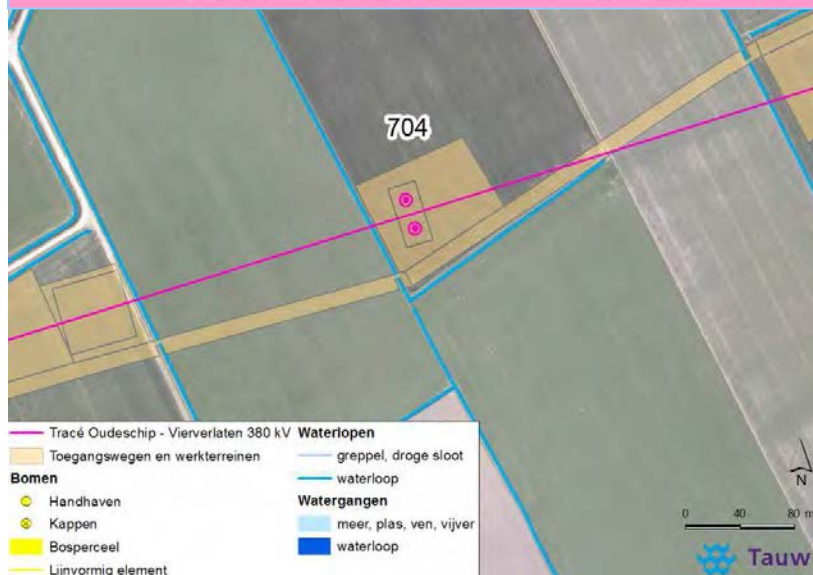 704
Tracé Oudeschip - Vierverlaten 380 kV
Toegangswegen en werkterreinen
Bomen
Handhaven
Kappen
Bosperceel
Lijnvormig element
Waterlopen
greppel, droge sloot
waterloop
Watergangen
meer, plas, ven, vijver
waterloop
N
0 40 80 m
Tauw